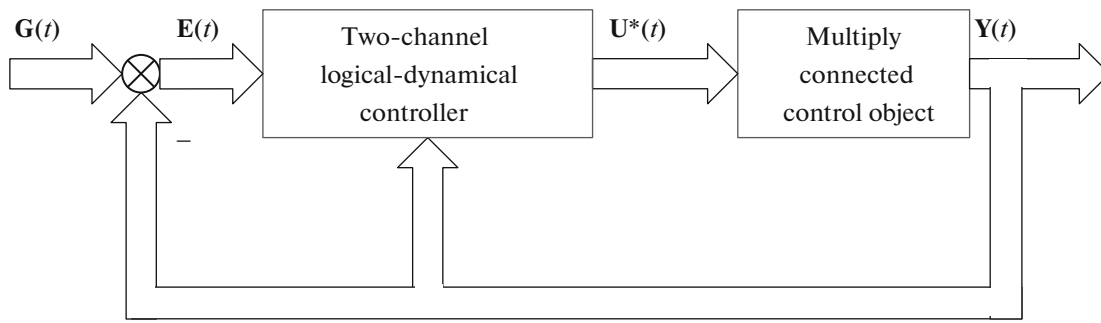 G(t)
E(t)
Two-channel
logical-dynamical
controller
U*(t)
Multiply
connected
control object
Y(t)
–